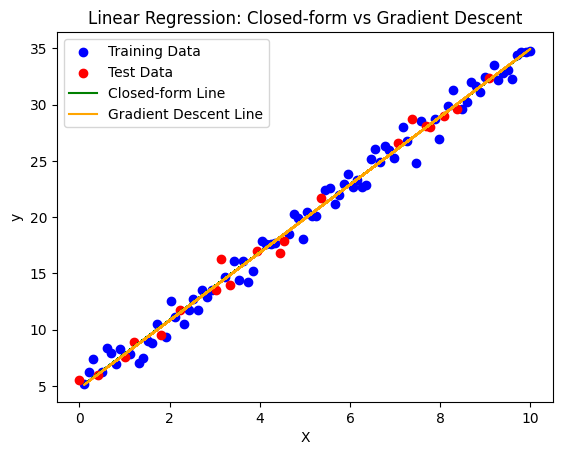 Linear Regression: Closed-form vs Gradient Descent
Training Data
Test Data
Closed-form Line
Gradient Descent Line
35
30
25
20
15
10
5
y
0
2
4
6
8
10
X